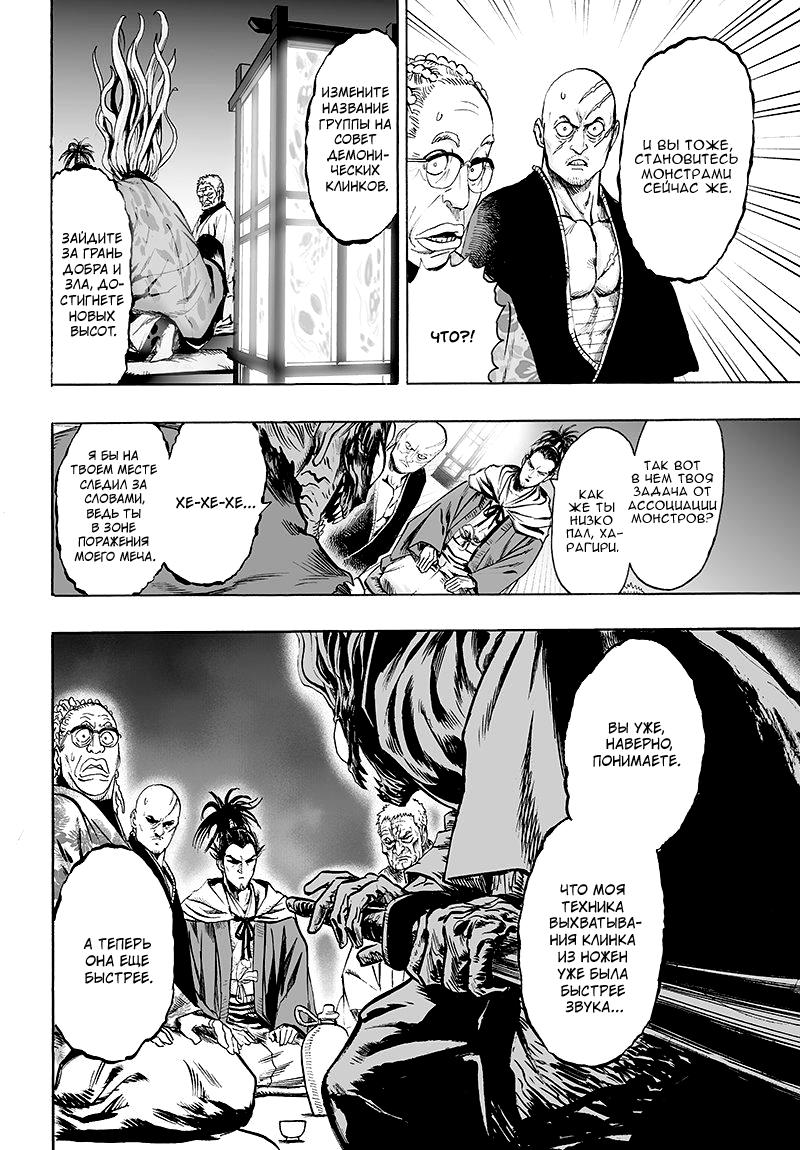 И ВЫ ТОЖЕ,
СТАНОВИТЕСЬ
МОНСТРАМИ
СЕЙЧАС ЖЕ.
ЧТО?!
ИЗМЕНИТЕ
НАЗВАНИЕ
ГРУППЫ НА
СОВЕТ
ДЕМОНИ-
ЧЕСКИХ
КЛИНКОВ.
ЗАЙДИТЕ
ЗА ГРАНЬ
ДОБРА И
ЗЛА, ДО-
СТИГНЕТЕ
НОВЫХ
ВЫСОТ.
ТАК ВОТ
В ЧЕМ ТВОЯ
ЗАДАЧА ОТ
АССОЦИАЦИИ
МОНСТРОВ?
КАК
ЖЕ ТЫ
НИЗКО
ПАЛ, ХА-
РАГИРИ.
ХЕ-ХЕ-ХЕ...
Я БЫ НА
ТВОЕМ МЕСТЕ
СЛЕДИЛ ЗА
СЛОВАМИ,
ВЕДЬ ТЫ
В ЗОНЕ
ПОРАЖЕНИЯ
МОЕГО МЕЧА.
ВЫ УЖЕ,
НАВЕРНО,
ПОНИМАЕТЕ.
ЧТО МОЯ
ТЕХНИКА
ВЫХВАТЫВА-
НИЯ КЛИНКА
ИЗ НОЖЕН
УЖЕ БЫЛА
БЫСТРЕЕ
ЗВУКА...
А ТЕПЕРЬ
ОНА ЕЩЕ
БЫСТРЕЕ.